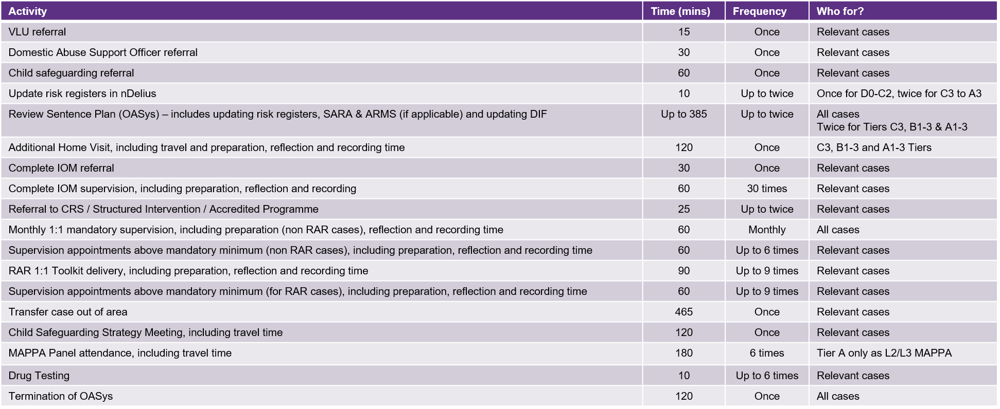 Activity Time (mins) Frequency Who for?
VLU referral 15 Once Relevant cases
Domestic Abuse Support Officer referral 30 Once Relevant cases
Child safeguarding referral 60 Once Relevant cases
Update risk registers in nDelius 10 Up to twice Once for D0-C2, twice for C3 to A3
Review Sentence Plan (OASys) – includes updating risk registers, SARA & ARMS (if applicable) and updating DIF Up to 385 Up to twice All cases
Twice for Tiers C3, B1-3 & A1-3
Additional Home Visit, including travel and preparation, reflection and recording time 120 Once C3, B1-3 and A1-3 Tiers
Complete IOM referral 30 Once Relevant cases
Complete IOM supervision, including preparation, reflection and recording 60 30 times Relevant cases
Referral to CRS / Structured Intervention / Accredited Programme 25 Up to twice Relevant cases
Monthly 1:1 mandatory supervision, including preparation (non RAR cases), reflection and recording time 60 Monthly All cases
Supervision appointments above mandatory minimum (non RAR cases), including preparation, reflection and recording time 60 Up to 6 times Relevant cases
RAR 1:1 Toolkit delivery, including preparation, reflection and recording time 90 Up to 9 times Relevant cases
Supervision appointments above mandatory minimum (for RAR cases), including preparation, reflection and recording time 60 Up to 9 times Relevant cases
Transfer case out of area 465 Once Relevant cases
Child Safeguarding Strategy Meeting, including travel time 120 Once Relevant cases
MAPPA Panel attendance, including travel time 180 6 times Tier A only as L2/L3 MAPPA
Drug Testing 10 Up to 6 times Relevant cases
Termination of OASys 120 Once All cases